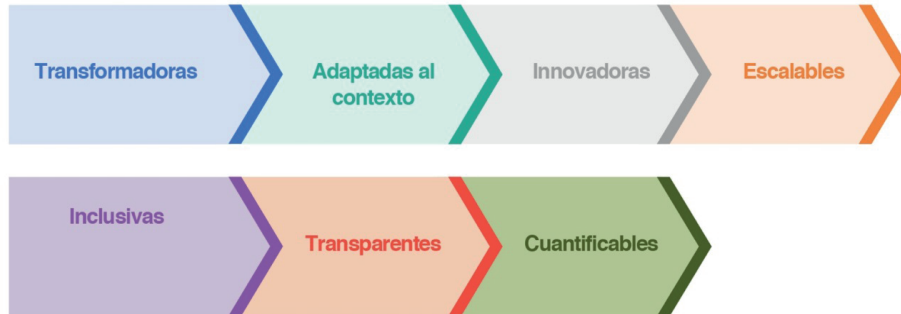 Transformadoras
Adaptadas al
contexto
Innovadoras
Escalables
Inclusivas
Transparentes
Cuantificables